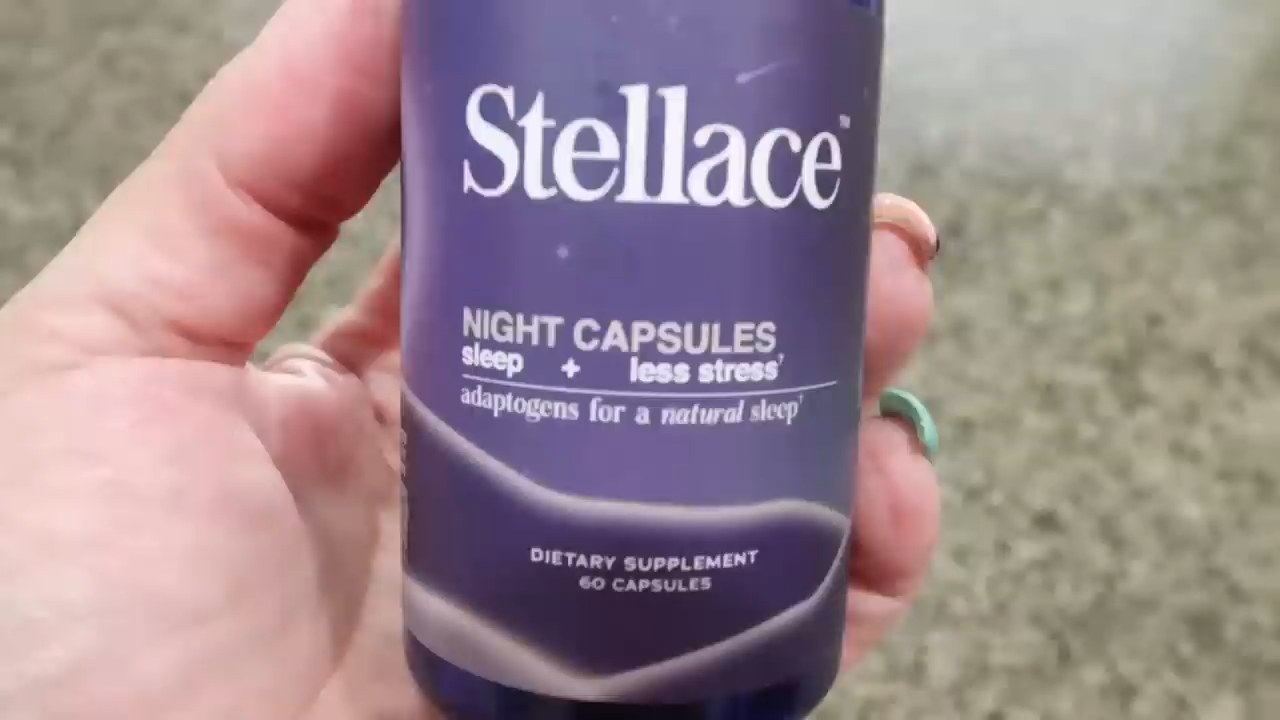 Stellace™
NIGHT CAPSULES
sleep + less stress†
adaptogens for a natural sleep†
DIETARY SUPPLEMENT
60 CAPSULES